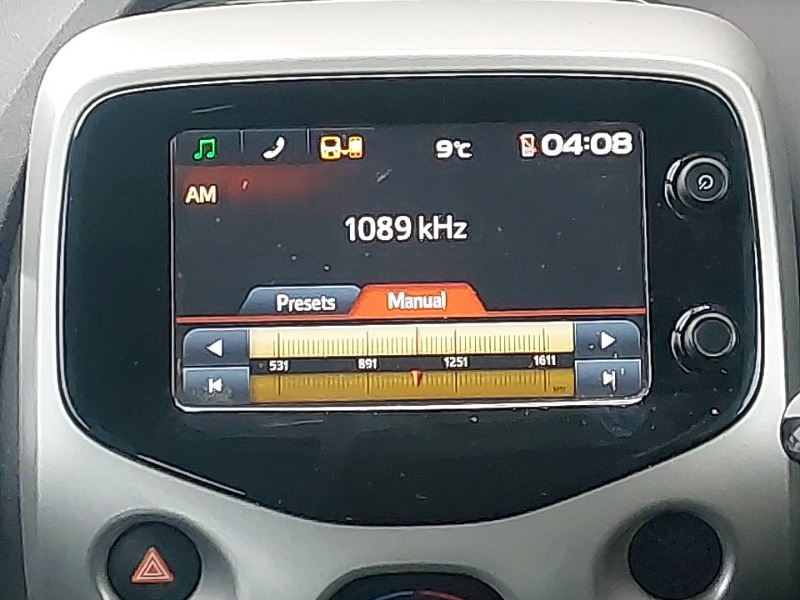 9°C 04:08
AM
1089 kHz
Presets Manual
531 891 1251 1611